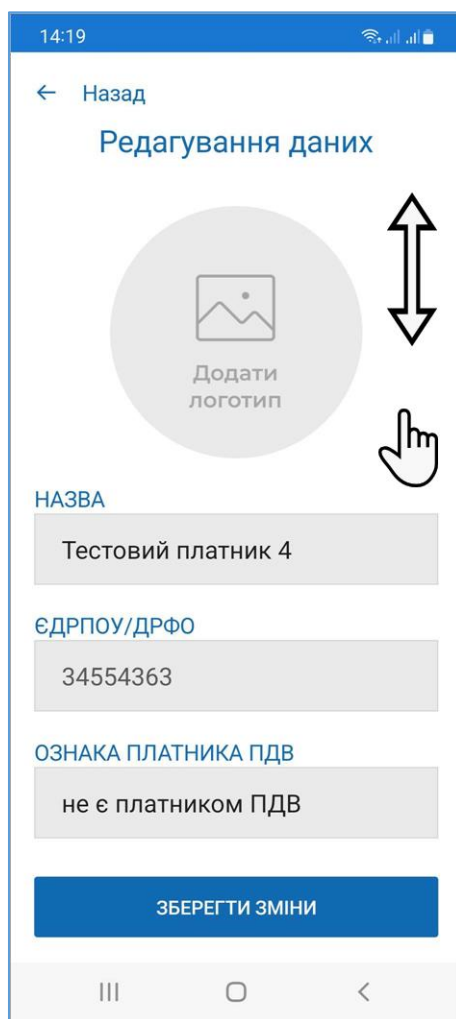 14:19
Назад
Редагування даних
Додати
логотип
НАЗВА
Тестовий платник 4
ЄДРПОУ/ДРФО
34554363
ОЗНАКА ПЛАТНИКА ПДВ
не є платником ПДВ
ЗБЕРЕГТИ ЗМІНИ